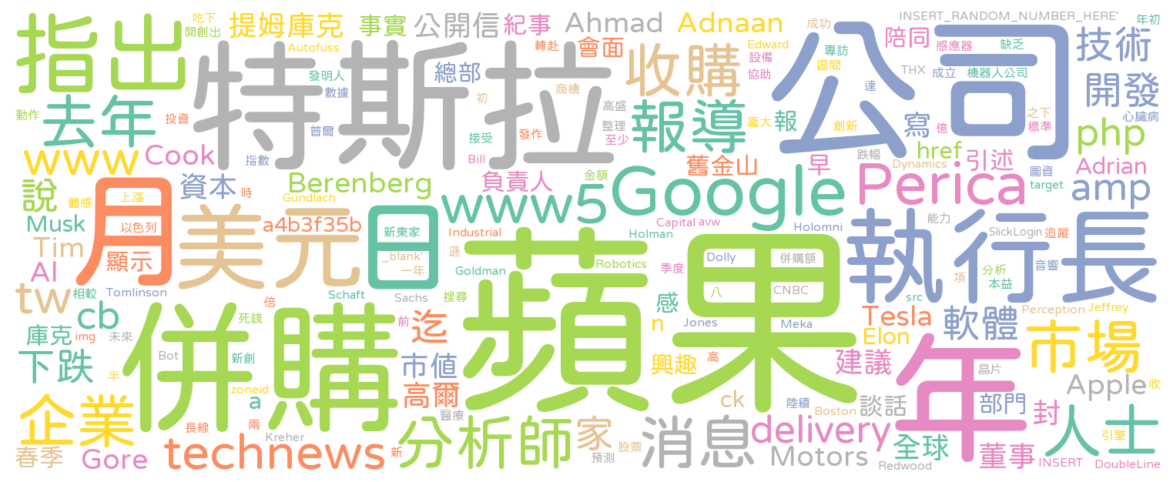 吃下
開創出
提姆庫克
事實
公開信
紀事
Ahmad
Adnaan
成功
INSERT_RANDOM_NUMBER_HERE'
年初
指出
Autofuss
轉赴
會面
Edward
設備
協助
專訪
區間
陪同
感應器
缺乏
技術
特斯拉
發明人
數據
總部
收購
公司
THX
成立
機器人公司
開發
心臟病
動作
投資
去年
普爾
指數
初
發作
商機
接受
高盛
整理
至少
報導
龐大
報
創新
達
寫
億
之下
標準
php
www
Cook
資本
體感
時
Berenberg
Gundlach
Bill
負責人
金額
舊金山
早
跌幅
href
引述
Dynamics
圖資
target
Adrian
說
月
上漲
以色列
美元
日
新東家
_blank'
一年
www
5
Google
Perica
amp
Musk
a4b3f35b
Industrial
Capital
avw
Holman
Holomni
能力
SlickLogin
追蹤
執行長
Tim
AI
顯示
Tomlinson
相較
Goldman
Robotics
季度
Dolly
併購額
CNBC
八
項
分析
本益
音響
tw
cb
Schaft
Sachs
搜尋
蘋果
感
src
Perception
Jeffrey
庫克
img
未來
併購
倍
死錢
前
迄
n
Jones
Meka
Tesla
軟體
Elon
市場
下跌
Bot
新創
市值
興趣
高
建議
年
晶片
半
zoneid
a
高爾
醫療
ck
陸續
Boston
談話
部門
Apple
收
企業
長線
兩
Kreher
新
分析師
家
股票
預測
消息
delivery
Motors
全球
Redwood
董事
封
INSERT
人士
引擎
DoubleLine
春季
Gore
technews